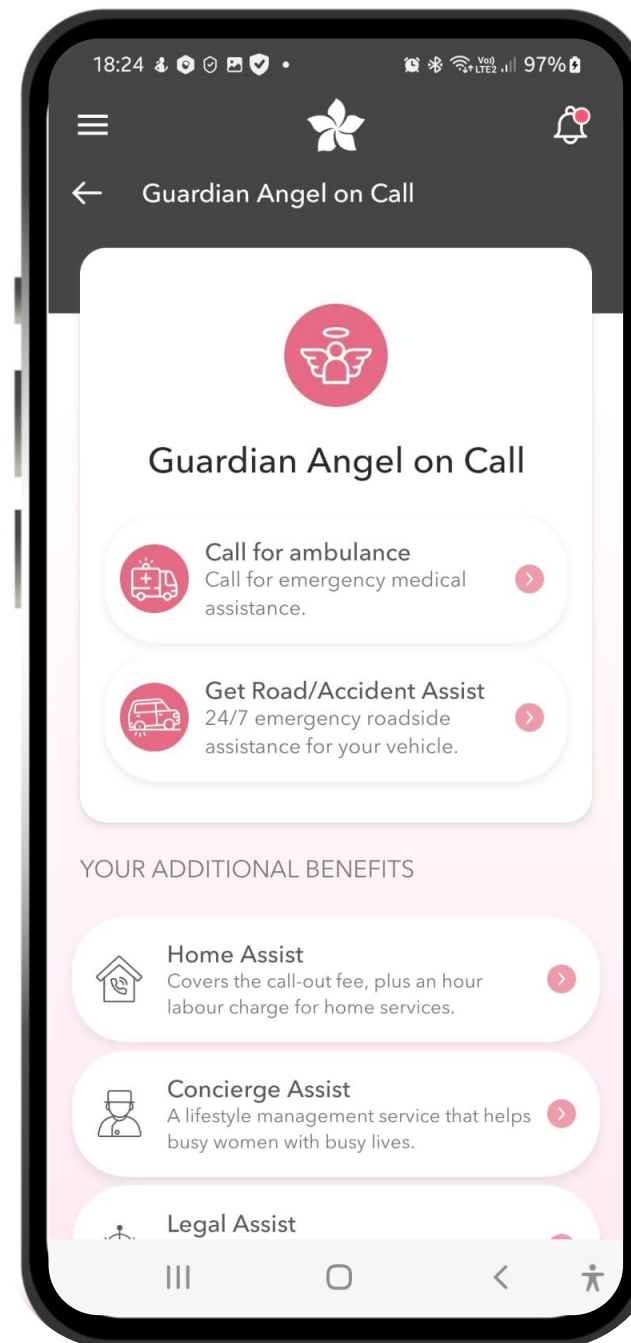 18:24 97%
Vo) LTE2
Guardian Angel on Call
Guardian Angel on Call
Call for ambulance
Call for emergency medical
assistance.
Get Road/Accident Assist
24/7 emergency roadside
assistance for your vehicle.
YOUR ADDITIONAL BENEFITS
Home Assist
Covers the call-out fee, plus an hour
labour charge for home services.
Concierge Assist
A lifestyle management service that helps
busy women with busy lives.
Legal Assist